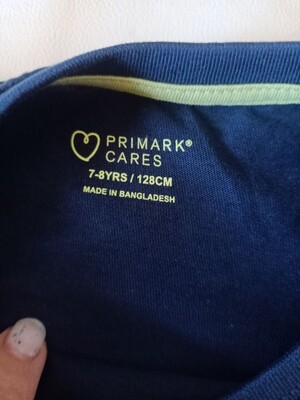 PRIMARK®
CARES
7-8YRS / 128CM
MADE IN BANGLADESH